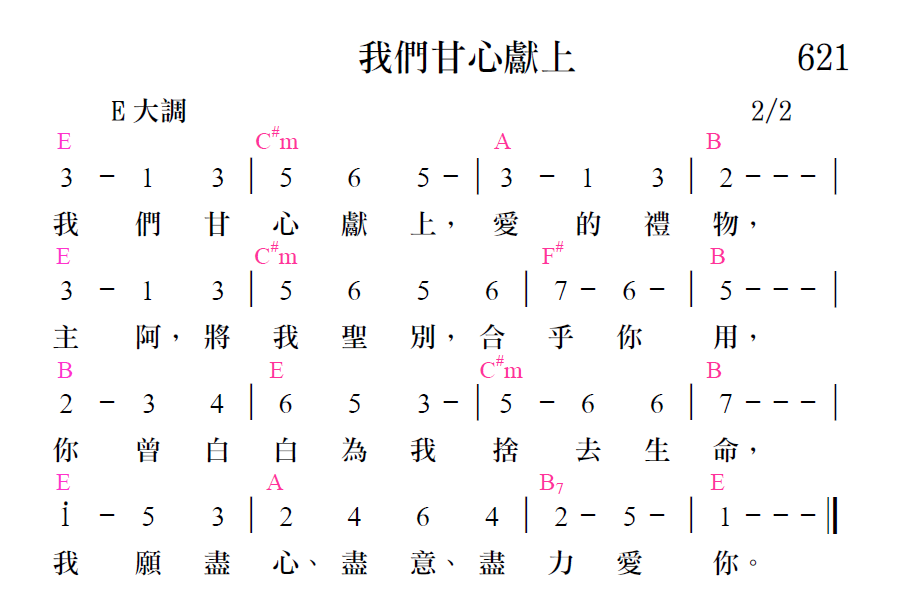 我們甘心獻上 621
E 大調 2/2
E C#m A B
3 - 1 3 | 5 6 5 - | 3 - 1 3 | 2 - - - |
我們甘心獻上，愛的禮物，
E C#m F# B
3 - 1 3 | 5 6 5 6 | 7 - 6 - | 5 - - - |
主阿，將我聖別，合乎你用，
B E C#m B
2 - 3 4 | 6 5 3 - | 5 - 6 6 | 7 - - - |
你曾白白為我捨去生命，
E A B7 E
i - 5 3 | 2 4 6 4 | 2 - 5 - | 1 - - - ‖
我願盡心、盡意、盡力愛你。